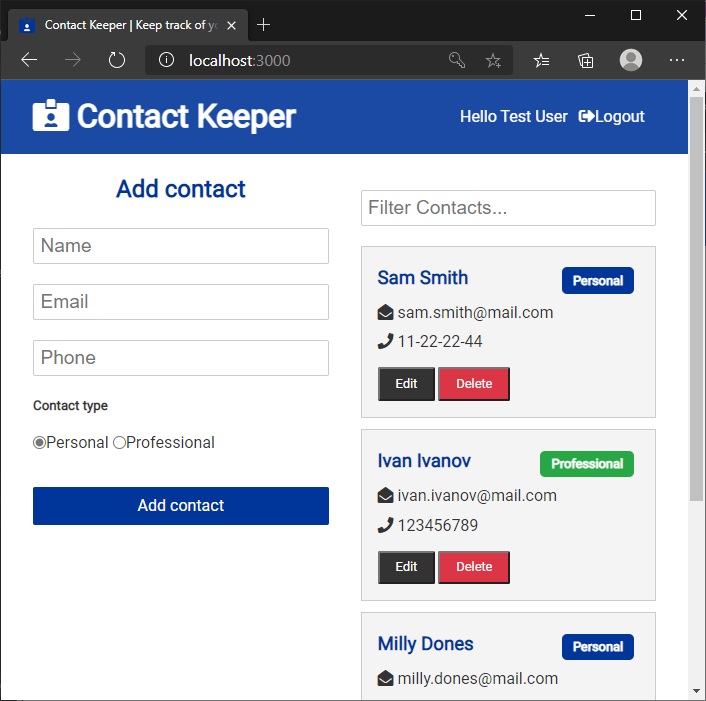 Contact Keeper | Keep track of
localhost:3000
Contact Keeper
Hello Test User Logout
Add contact
Name
Email
Phone
Contact type
Personal Professional
Add contact
Filter Contacts...
Sam Smith Personal
sam.smith@mail.com
11-22-22-44
Edit Delete
Ivan Ivanov Professional
ivan.ivanov@mail.com
123456789
Edit Delete
Milly Dones Personal
milly.dones@mail.com